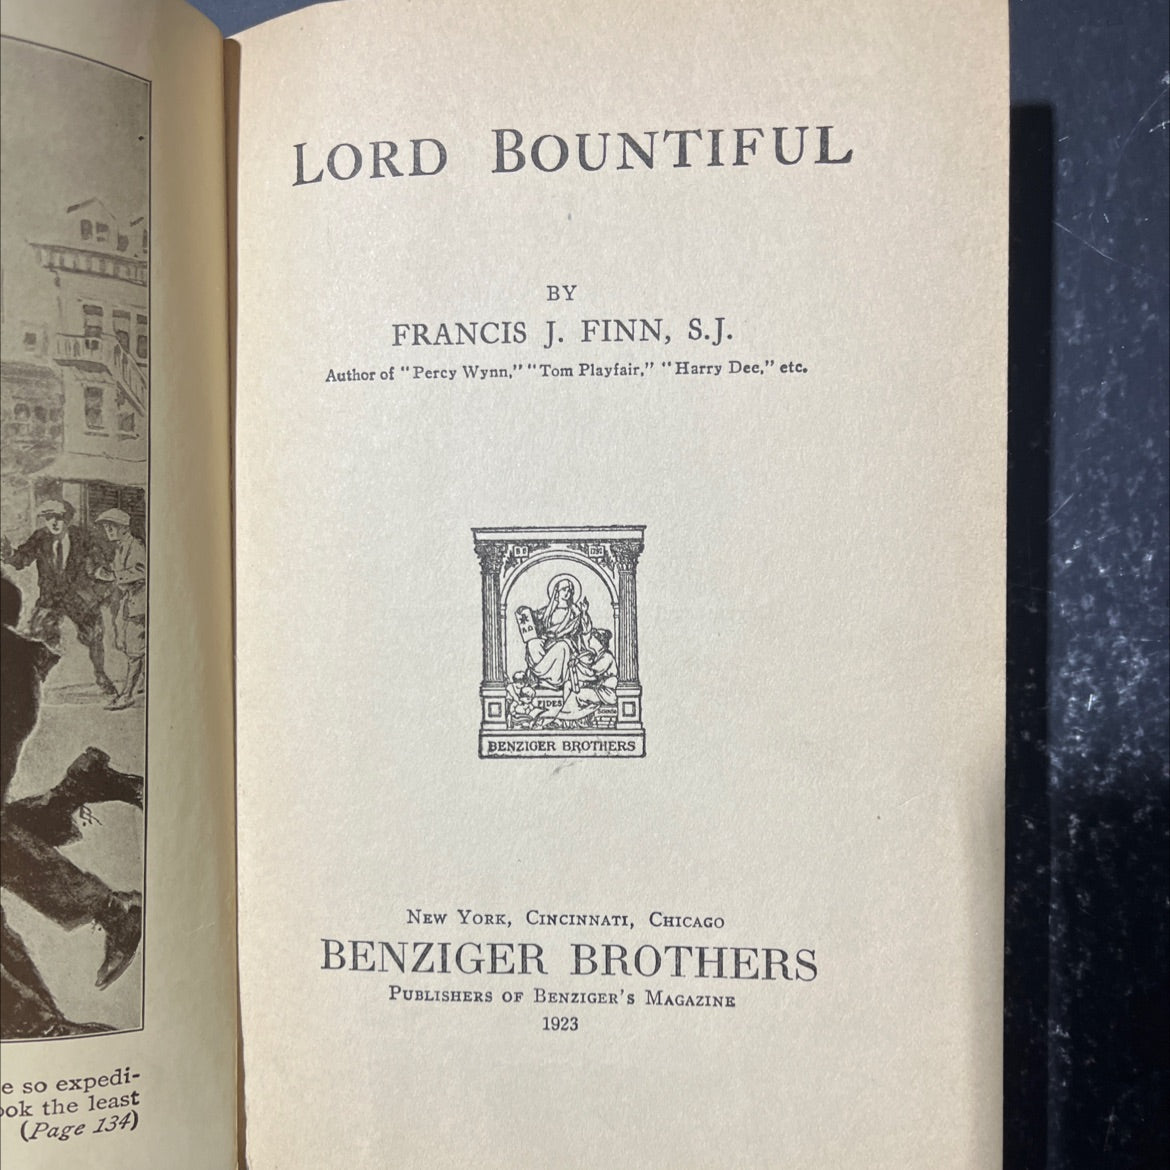 e so expedi-
ook the least
(Page 134)
LORD BOUNTIFUL
BY
FRANCIS J. FINN, S.J.
Author of "Percy Wynn," "Tom Playfair," "Harry Dee," etc.
FIDES
BENZIGER BROTHERS
NEW YORK, CINCINNATI, CHICAGO
BENZIGER BROTHERS
PUBLISHERS OF BENZIGER'S MAGAZINE
1923